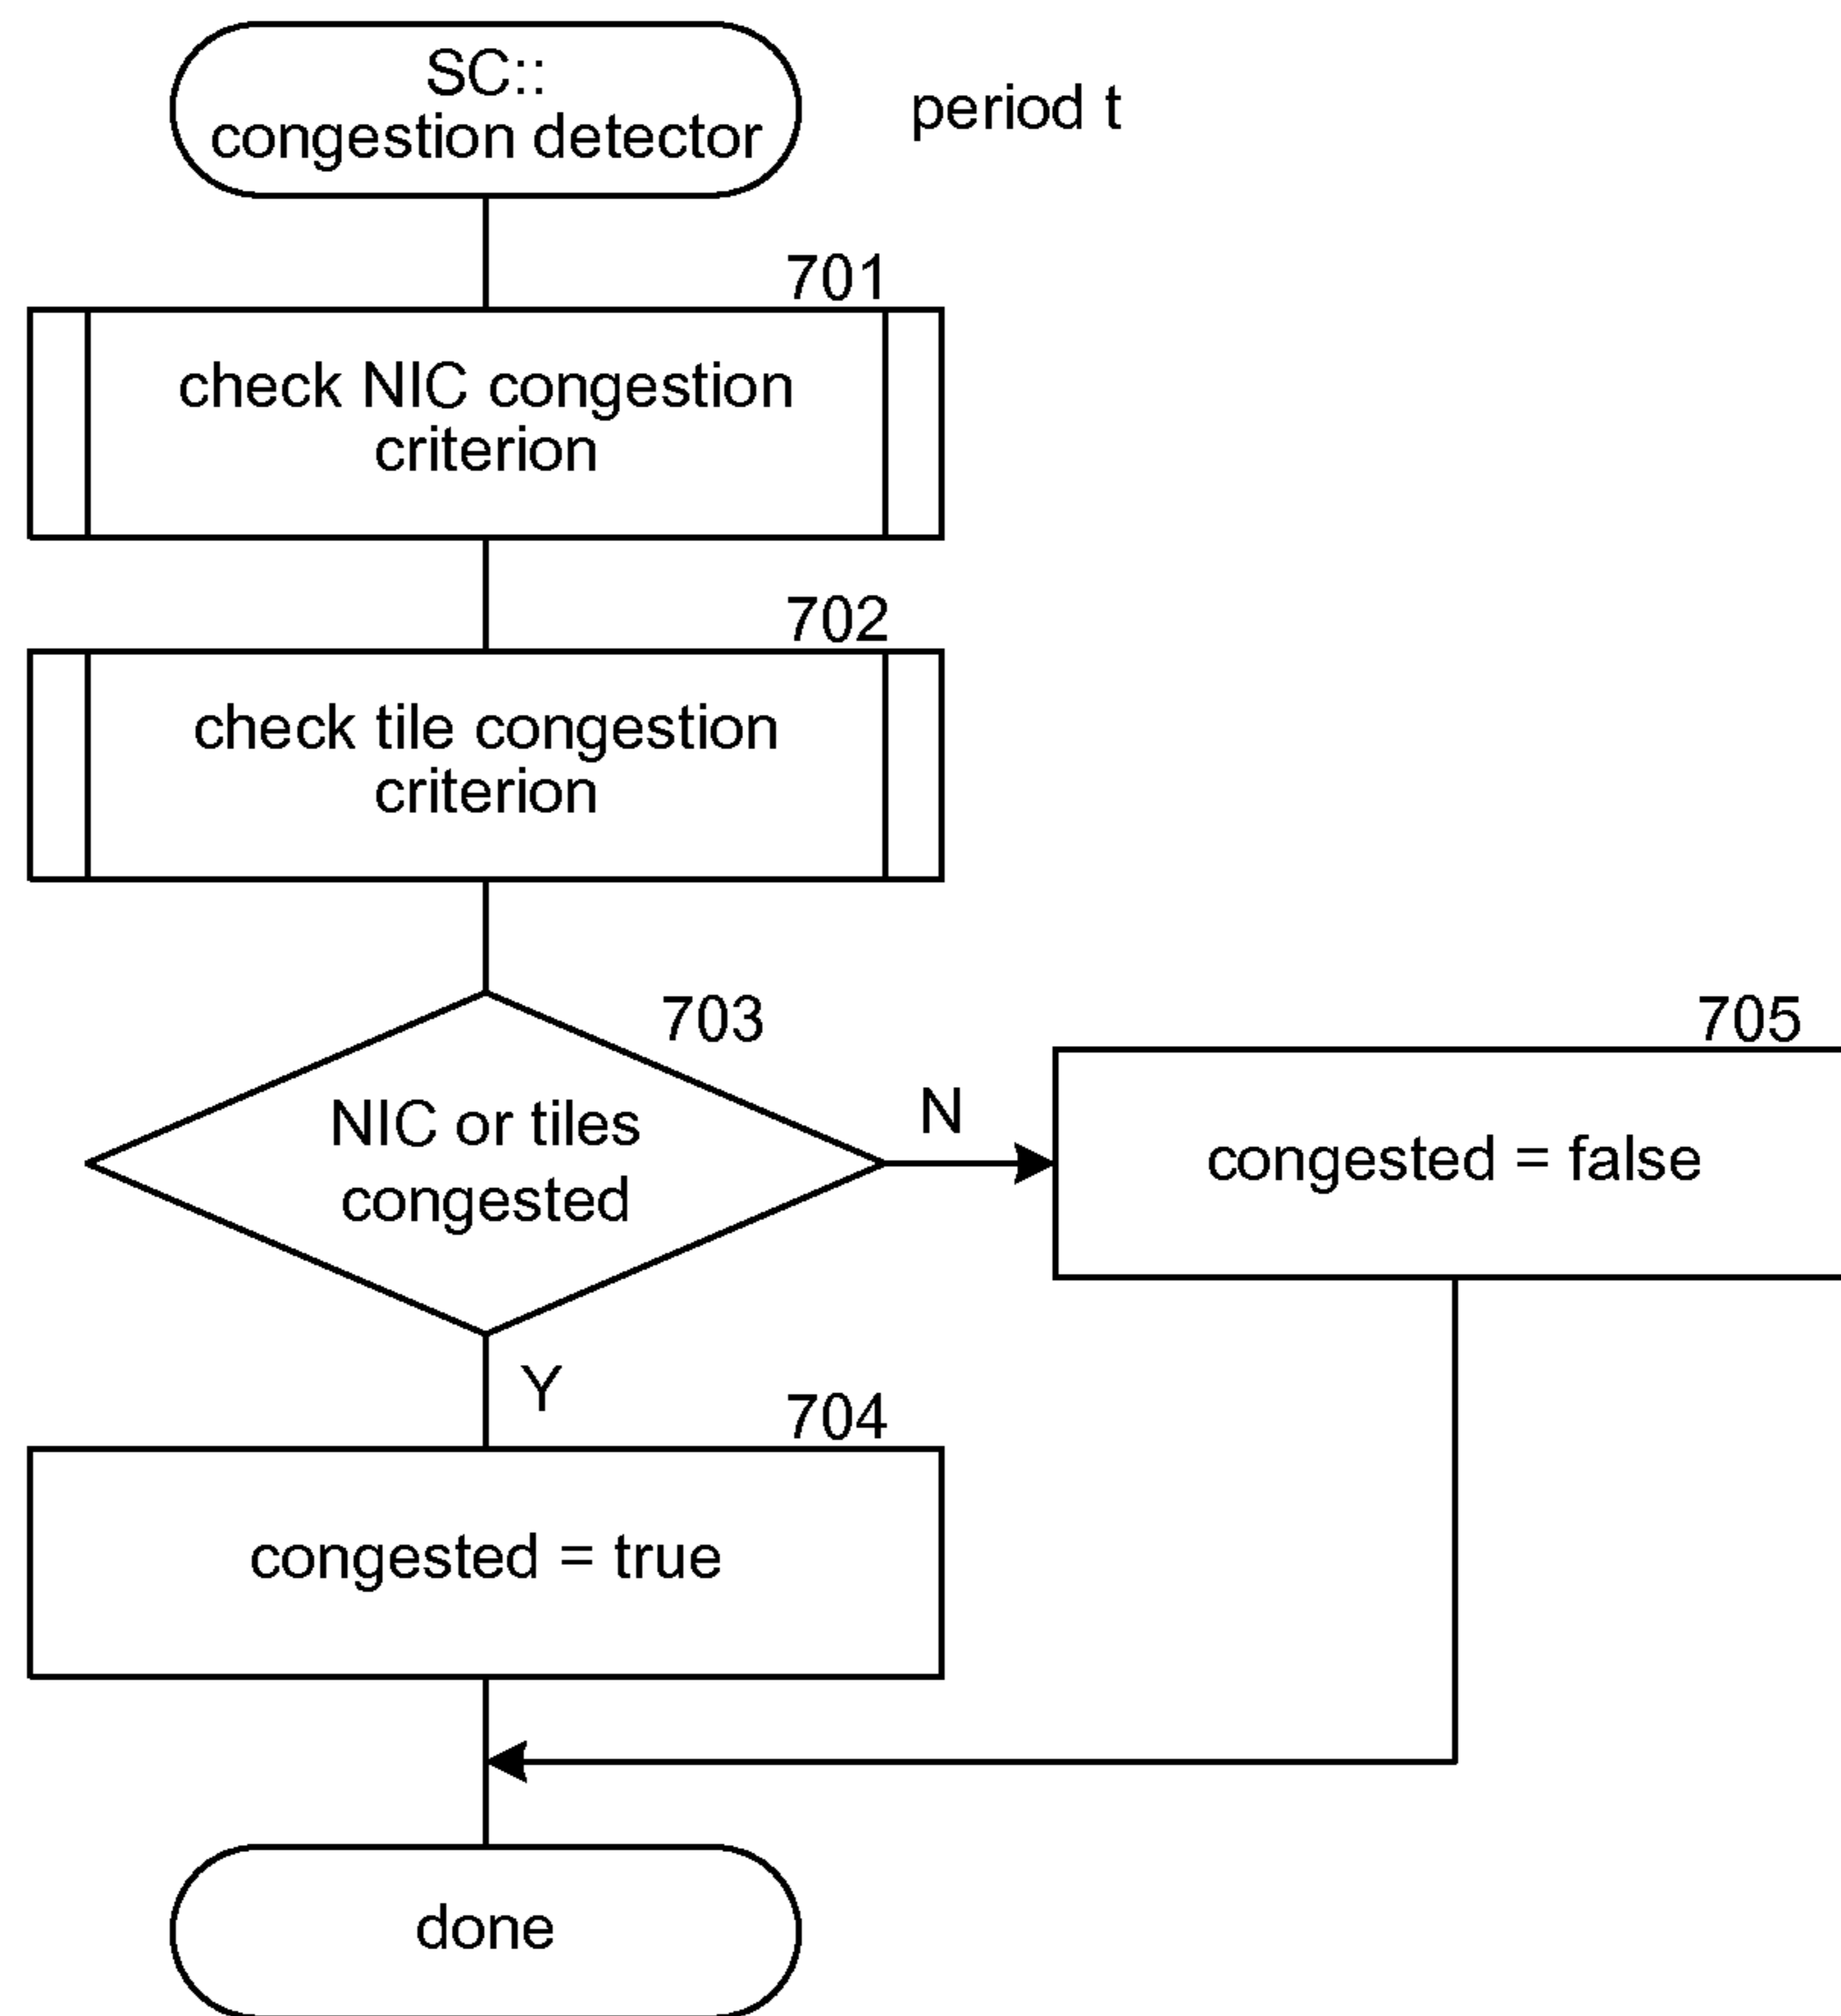 SC::
congestion detector
period t
701
check NIC congestion
criterion
702
check tile congestion
criterion
703
NIC or tiles
congested
N
705
congested = false
Y
704
congested = true
done